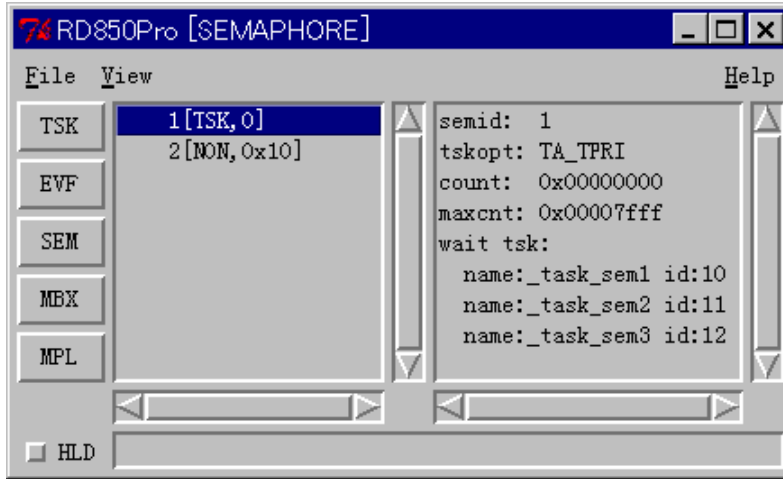 RD850Pro [SEMAPHORE]
File View Help
TSK
EVF
SEM
MBX
MPL
1[TSK,0]
2[NON,0x10]
semid: 1
tskopt: TA_TPRI
count: 0x00000000
maxcnt: 0x00007fff
wait tsk:
name:_task_sem1 id:10
name:_task_sem2 id:11
name:_task_sem3 id:12
HLD